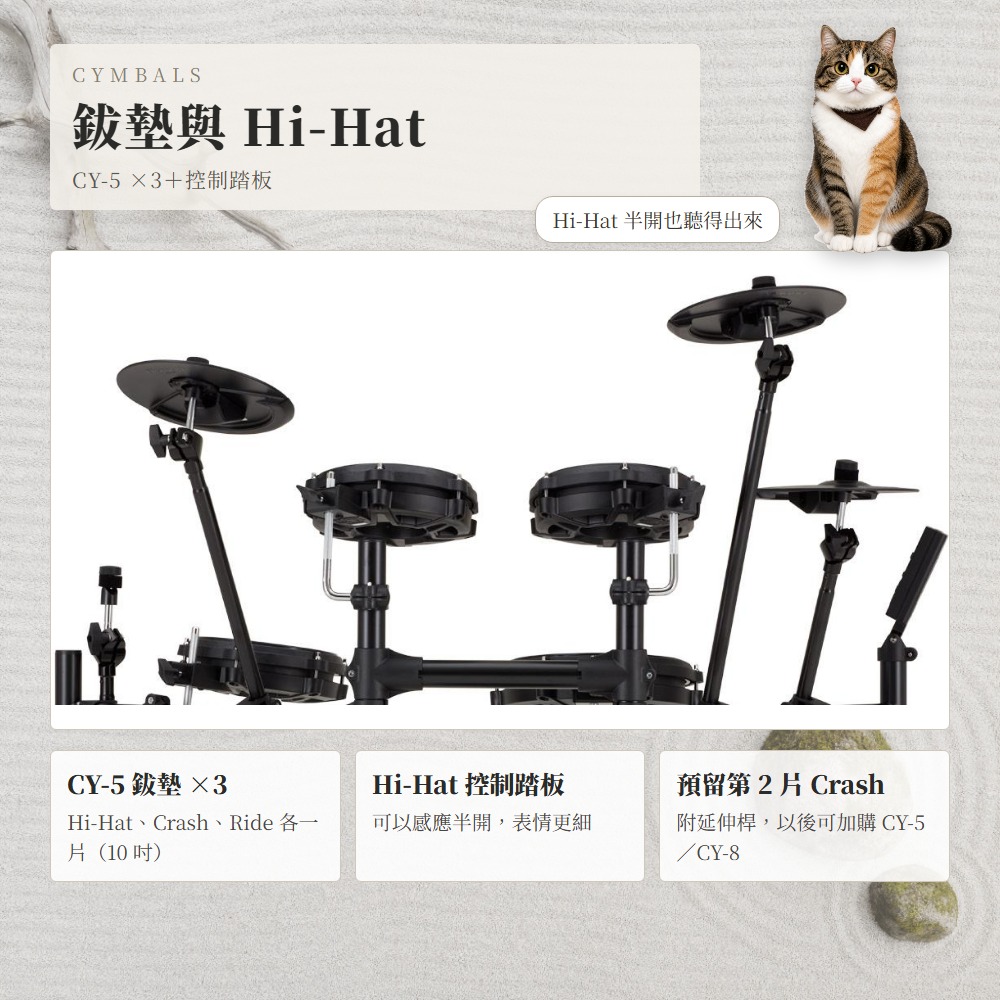 CYMBALS
鈸墊與 Hi-Hat
CY-5 ×3＋控制踏板
Hi-Hat 半開也聽得出來
CY-5 鈸墊 ×3
Hi-Hat、Crash、Ride 各一
片（10 吋）
Hi-Hat 控制踏板
可以感應半開，表情更細
預留第 2 片 Crash
附延伸桿，以後可加購 CY-5
／CY-8